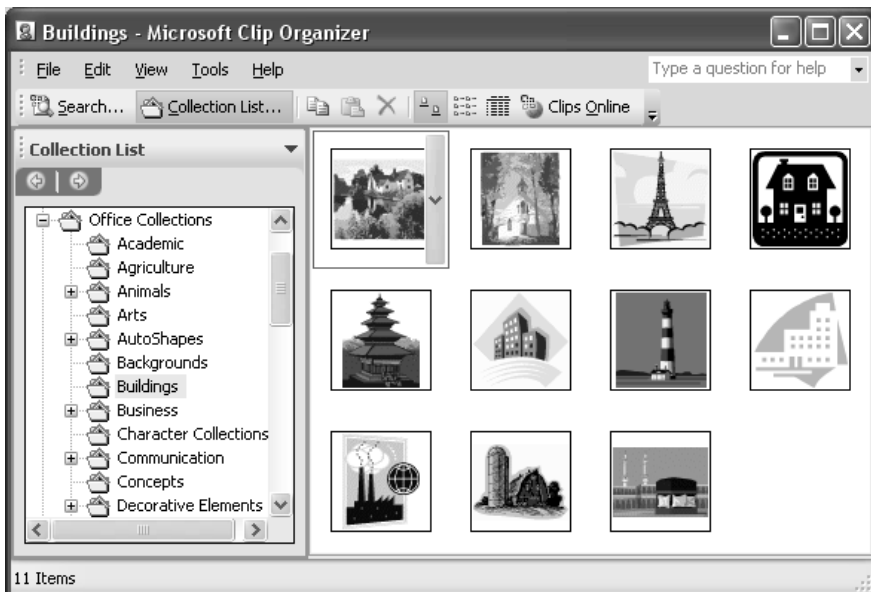 Buildings - Microsoft Clip Organizer
File Edit View Tools Help
Type a question for help
Search... Collection List... Clips Online
Collection List
Office Collections
Academic
Agriculture
Animals
Arts
AutoShapes
Backgrounds
Buildings
Business
Character Collections
Communication
Concepts
Decorative Elements
11 Items